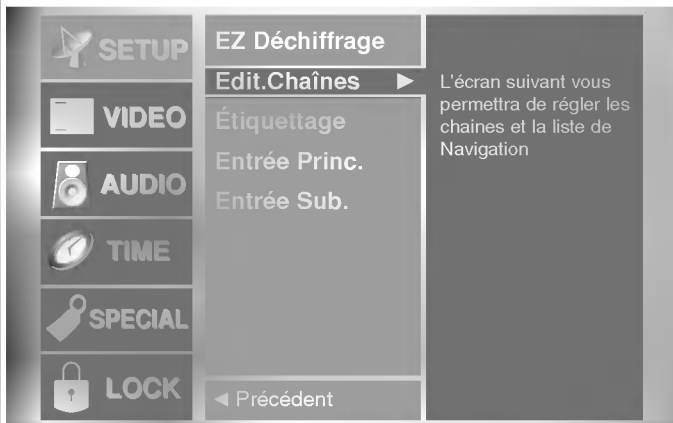 SETUP
VIDEO
AUDIO
TIME
SPECIAL
LOCK
EZ Déchiffrage
Edit.Chaînes ►
Étiquettage
Entrée Princ.
Entrée Sub.
◄ Précédent
L'écran suivant vous
permettra de régler les
chaines et la liste de
Navigation